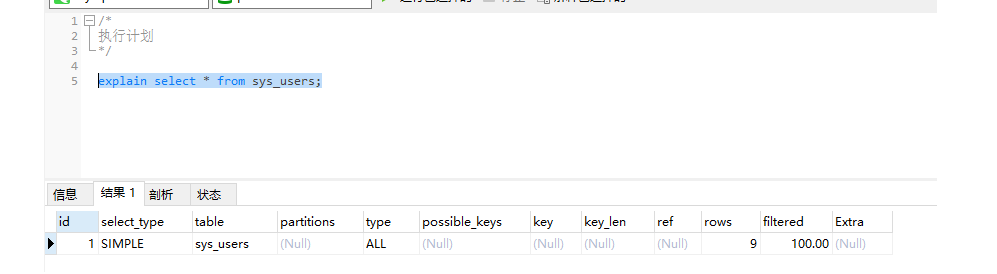 1 /*
2 执行计划
3 */
4
5 explain select * from sys_users;
信息 结果 1 剖析 状态
id select_type table partitions type possible_keys key key_len ref rows filtered Extra
1 SIMPLE sys_users (Null) ALL (Null) (Null) (Null) (Null) 9 100.00 (Null)